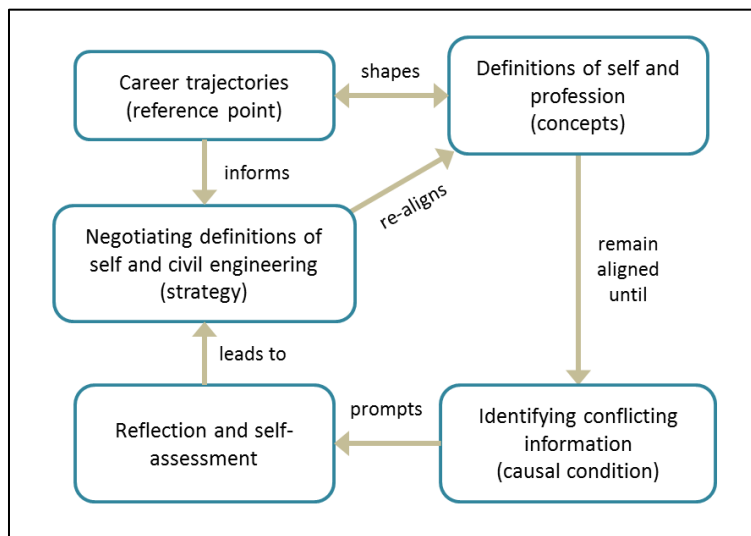 Career trajectories
(reference point)
shapes
Definitions of self and
profession
(concepts)
informs
re-aligns
Negotiating definitions of
self and civil engineering
(strategy)
remain
aligned
until
leads to
Reflection and self-
assessment
prompts
Identifying conflicting
information
(causal condition)